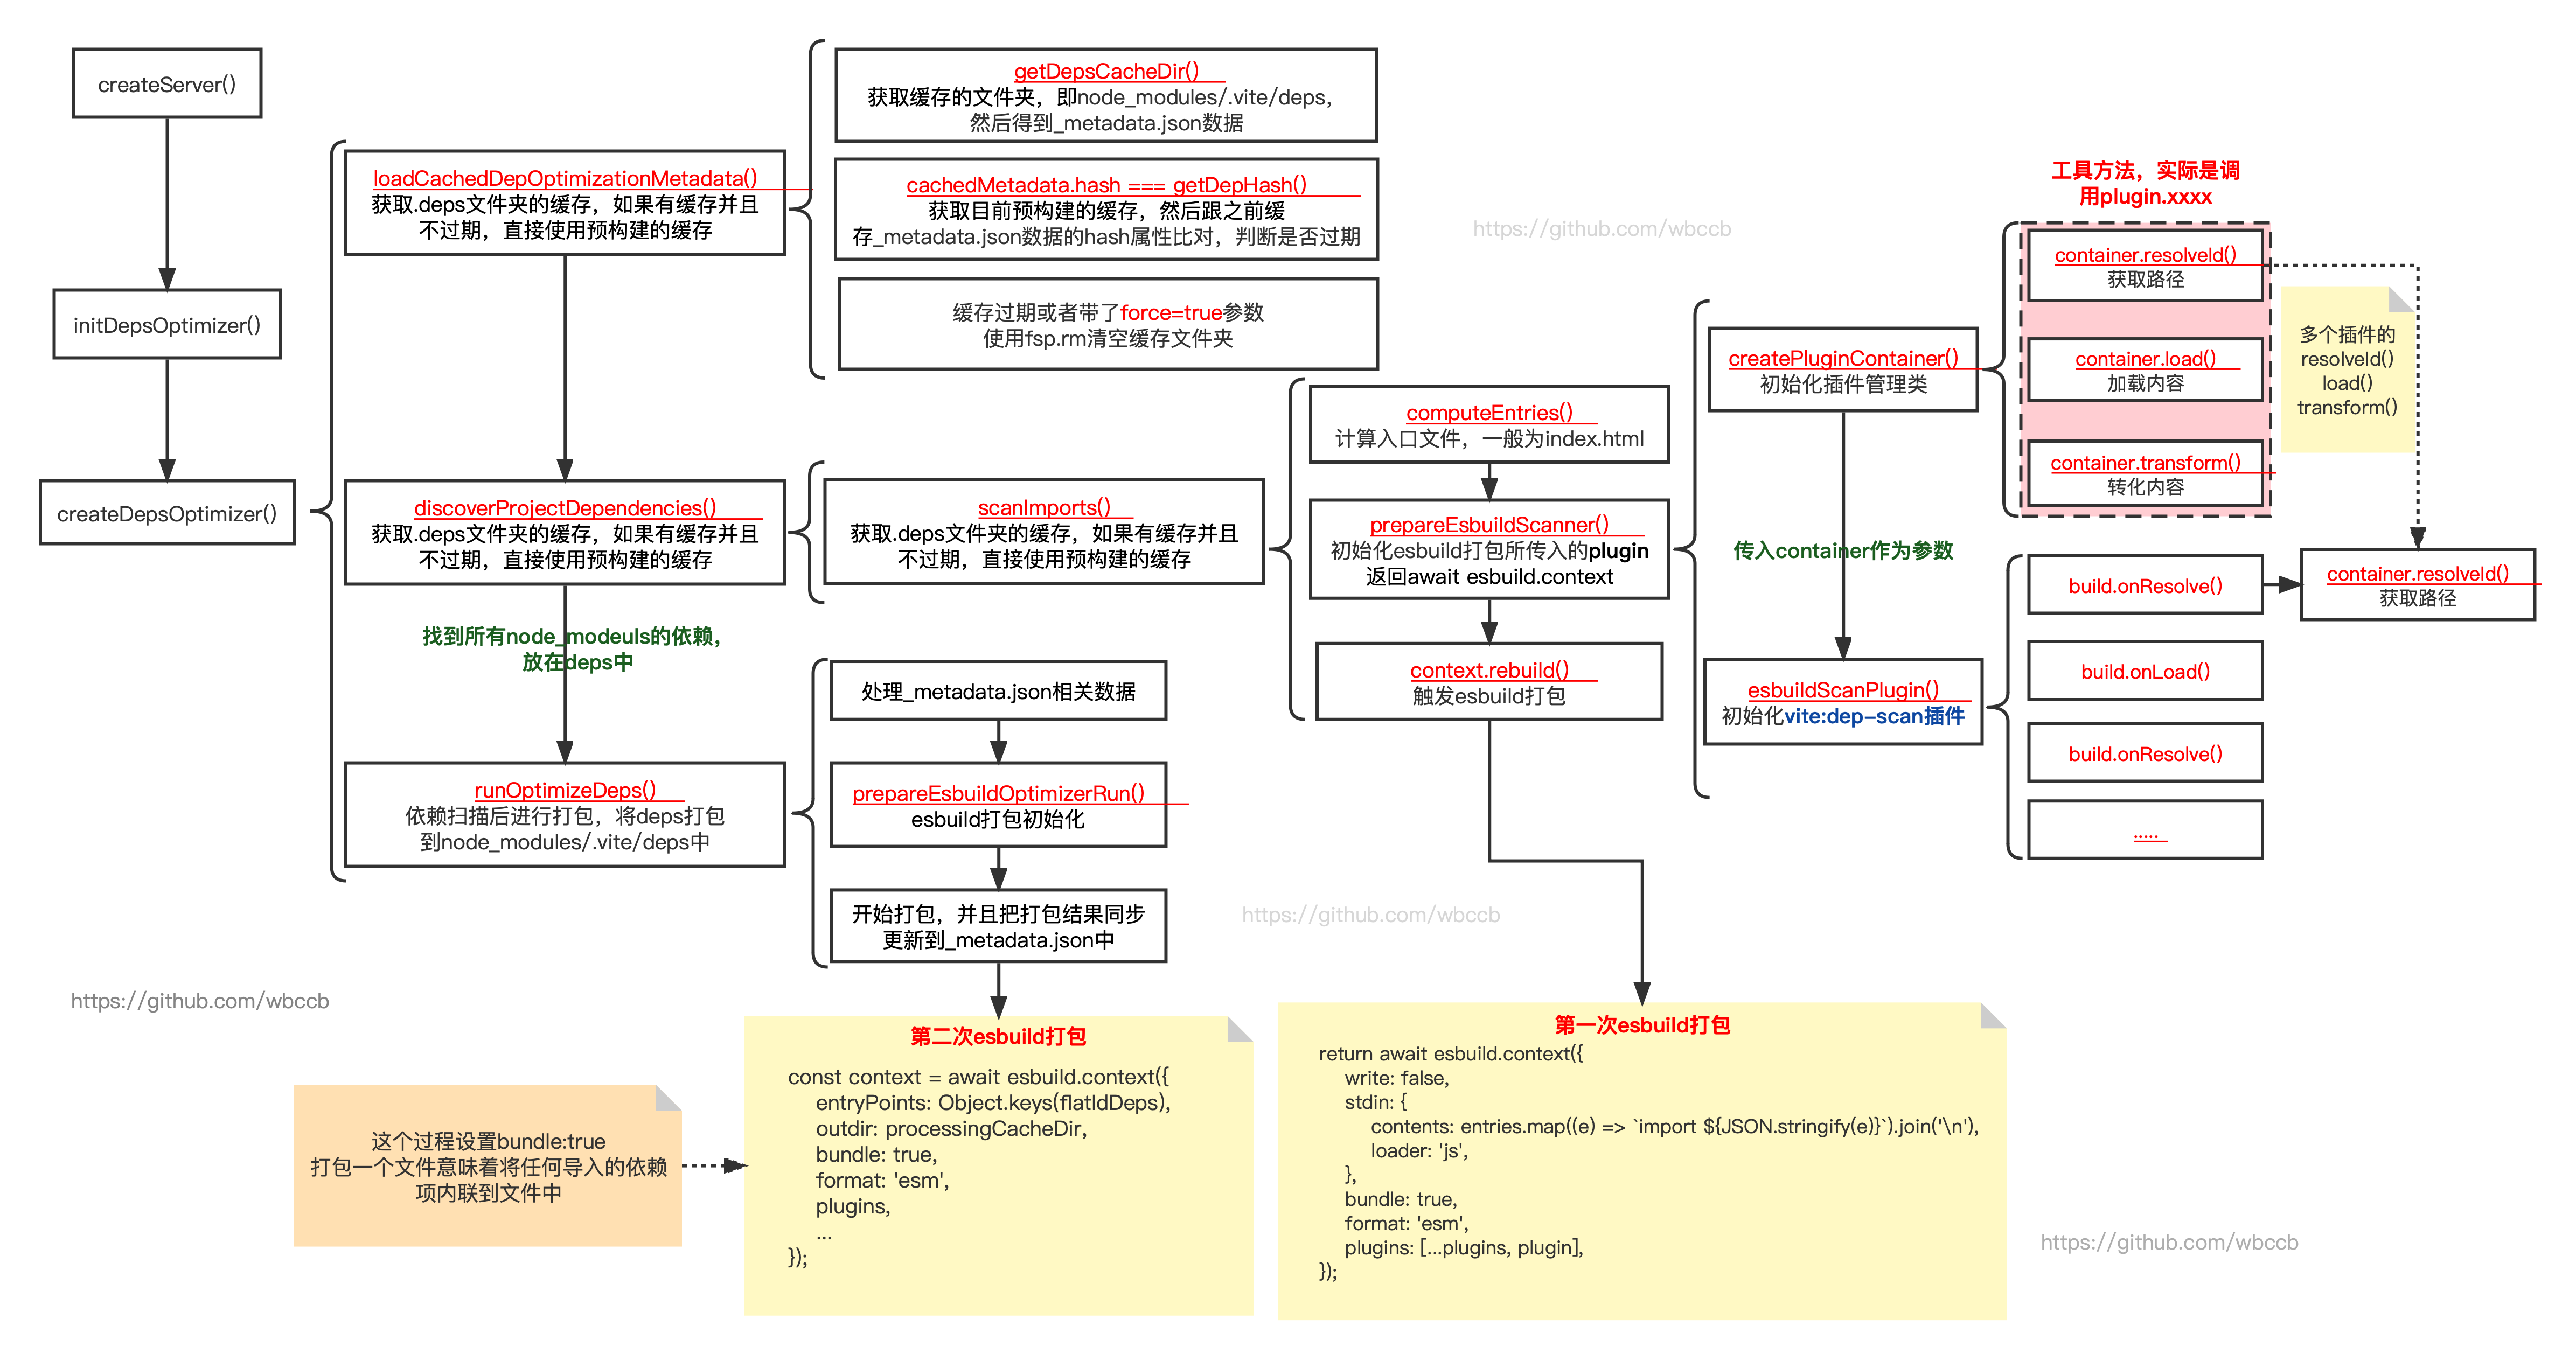 createServer()
initDepsOptimizer()
createDepsOptimizer()
loadCachedDepOptimizationMetadata()
获取.deps文件夹的缓存，如果有缓存并且
不过期，直接使用预构建的缓存
discoverProjectDependencies()
获取.deps文件夹的缓存，如果有缓存并且
不过期，直接使用预构建的缓存
找到所有node_modeuls的依赖，
放在deps中
runOptimizeDeps()
依赖扫描后进行打包，将deps打包
到node_modules/.vite/deps中
getDepsCacheDir()
获取缓存的文件夹，即node_modules/.vite/deps，
然后得到_metadata.json数据
cachedMetadata.hash === getDepHash()
获取目前预构建的缓存，然后跟之前缓
存_metadata.json数据的hash属性比对，判断是否过期
缓存过期或者带了force=true参数
使用fsp.rm清空缓存文件夹
scanImports()
获取.deps文件夹的缓存，如果有缓存并且
不过期，直接使用预构建的缓存
处理_metadata.json相关数据
prepareEsbuildOptimizerRun()
esbuild打包初始化
开始打包，并且把打包结果同步
更新到_metadata.json中
computeEntries()
计算入口文件，一般为index.html
prepareEsbuildScanner()
初始化esbuild打包所传入的plugin
返回await esbuild.context
context.rebuild()
触发esbuild打包
createPluginContainer()
初始化插件管理类
传入container作为参数
esbuildScanPlugin()
初始化vite:dep-scan插件
工具方法，实际是调
用plugin.xxxx
container.resolveId()
获取路径
container.load()
加载内容
container.transform()
转化内容
多个插件的
resolveId()
load()
transform()
build.onResolve()
build.onLoad()
build.onResolve()
.....
container.resolveId()
获取路径
https://github.com/wbccb
https://github.com/wbccb
https://github.com/wbccb
https://github.com/wbccb
这个过程设置bundle:true
打包一个文件意味着将任何导入的依赖
项内联到文件中
第二次esbuild打包
const context = await esbuild.context({
entryPoints: Object.keys(flatIdDeps),
outdir: processingCacheDir,
bundle: true,
format: 'esm',
plugins,
...
});
第一次esbuild打包
return await esbuild.context({
write: false,
stdin: {
contents: entries.map((e) => `import ${JSON.stringify(e)}`).join('\n'),
loader: 'js',
},
bundle: true,
format: 'esm',
plugins: [...plugins, plugin],
});